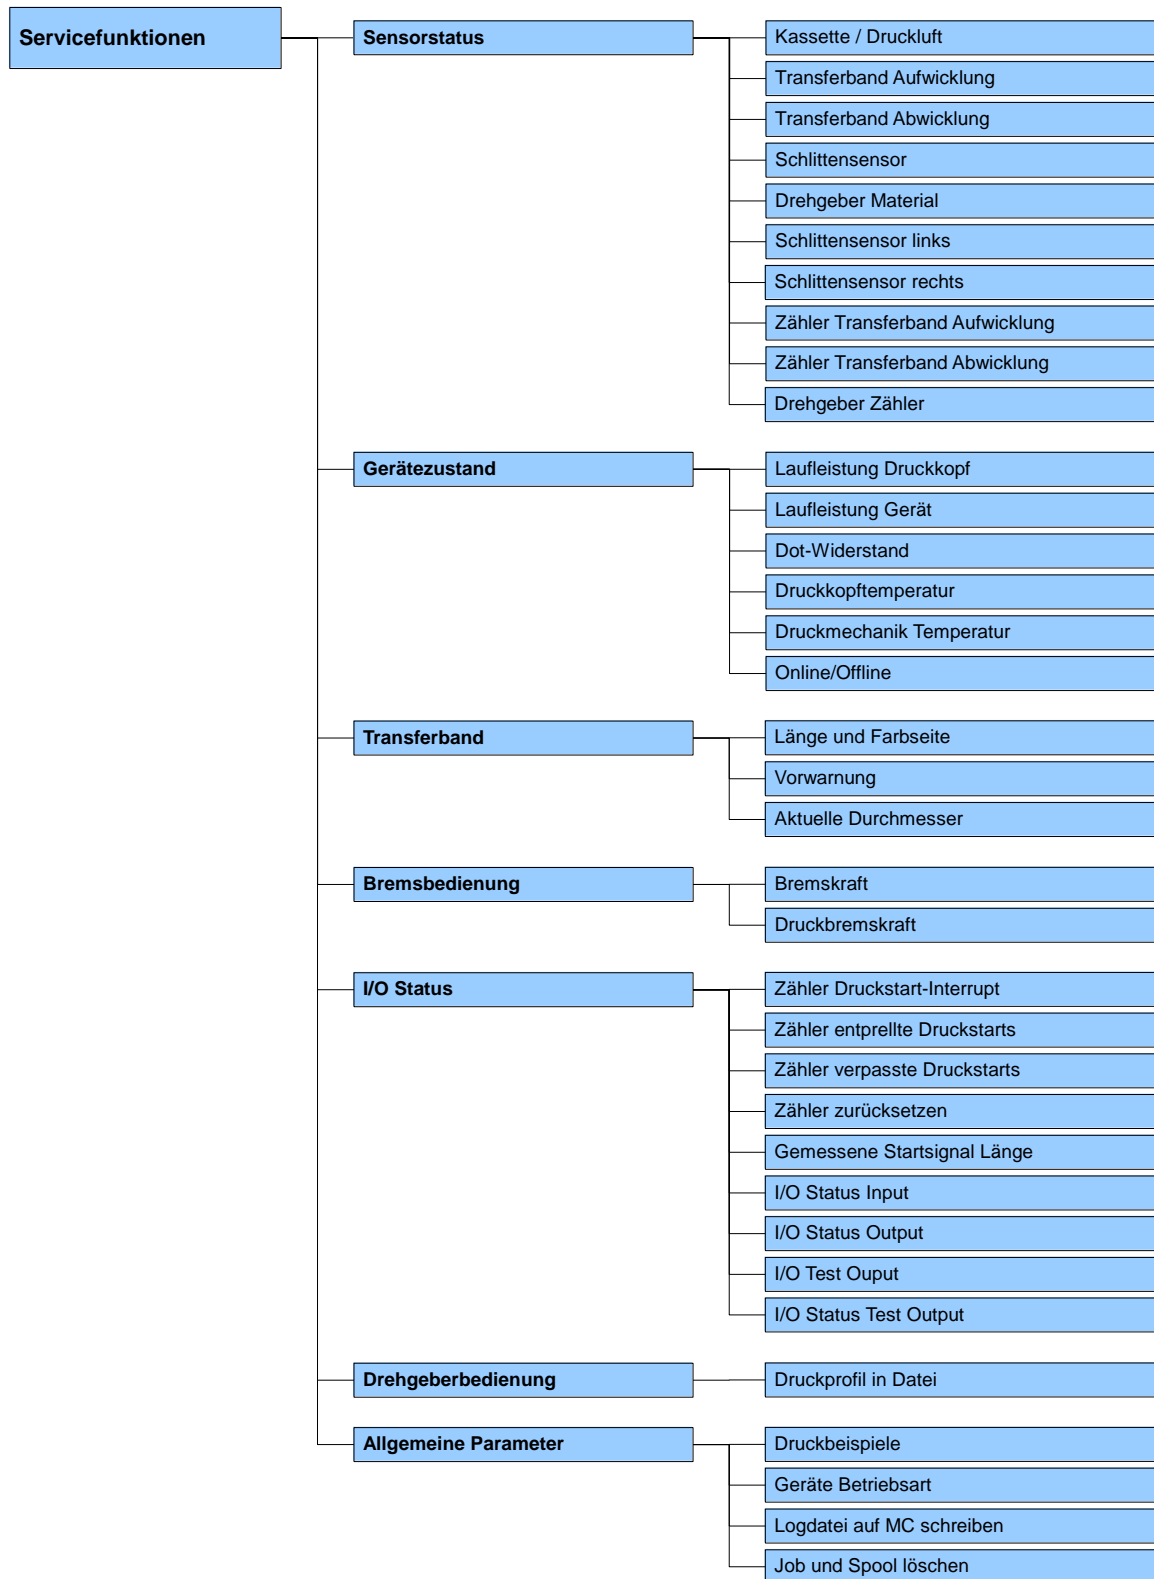 Servicefunktionen
Sensorstatus
Kassette / Druckluft
Transferband Aufwicklung
Transferband Abwicklung
Schlittensensor
Drehgeber Material
Schlittensensor links
Schlittensensor rechts
Zähler Transferband Aufwicklung
Zähler Transferband Abwicklung
Drehgeber Zähler
Gerätezustand
Laufleistung Druckkopf
Laufleistung Gerät
Dot-Widerstand
Druckkopftemperatur
Druckmechanik Temperatur
Online/Offline
Transferband
Länge und Farbseite
Vorwarnung
Aktuelle Durchmesser
Bremsbedienung
Bremskraft
Druckbremskraft
I/O Status
Zähler Druckstart-Interrupt
Zähler entprellte Druckstarts
Zähler verpasste Druckstarts
Zähler zurücksetzen
Gemessene Startsignal Länge
I/O Status Input
I/O Status Output
I/O Test Ouput
I/O Status Test Output
Drehgeberbedienung
Druckprofil in Datei
Allgemeine Parameter
Druckbeispiele
Geräte Betriebsart
Logdatei auf MC schreiben
Job und Spool löschen